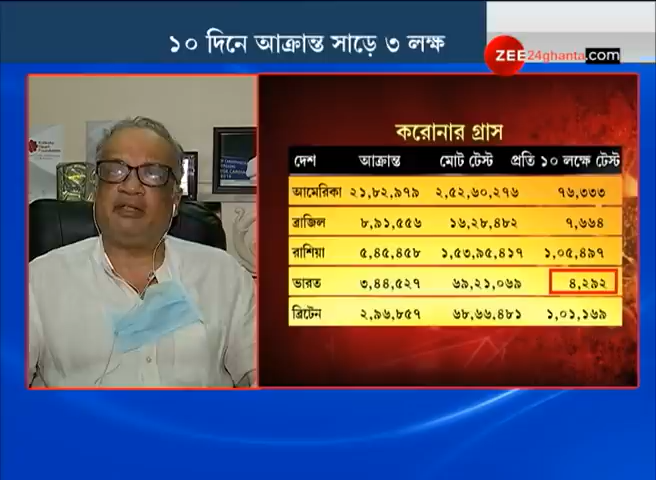 ১০ দিনে আক্রান্ত সাড়ে ৩ লক্ষ
ZEE24ghanta.com
করোনার গ্রাস
দেশ আক্রান্ত মোট টেস্ট প্রতি ১০ লক্ষে টেস্ট
আমেরিকা ২১,৮২,৯৭৯ ২,৫২,৬০,২৭৬ ৭৬,৩৩৩
ব্রাজিল ৮,৯১,৫৫৬ ১৬,২৮,৪৮২ ৭,৬৬৪
রাশিয়া ৫,৪৫,৪৫৮ ১,৫৩,৯৫,৪১৭ ১,০৫,৪৯৭
ভারত ৩,৪৪,৫২৭ ৬৯,২১,০৬৯ ৪,২৯২
ব্রিটেন ২,৯৬,৮৫৭ ৬৮,৬৬,৪৮১ ১,০১,১৬৯